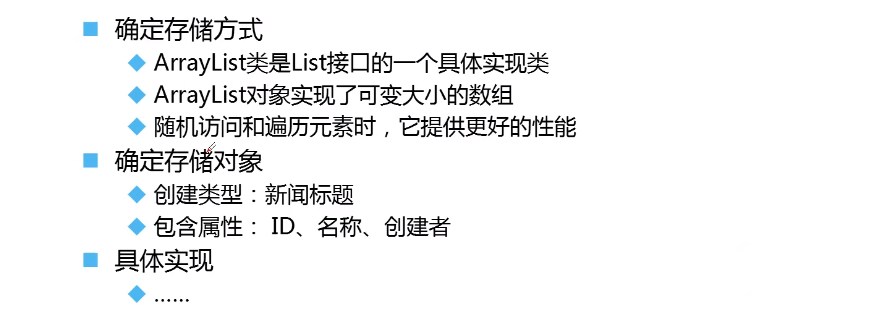 确定存储方式
ArrayList类是List接口的一个具体实现类
ArrayList对象实现了可变大小的数组
随机访问和遍历元素时，它提供更好的性能
确定存储对象
创建类型：新闻标题
包含属性： ID、名称、创建者
具体实现
……